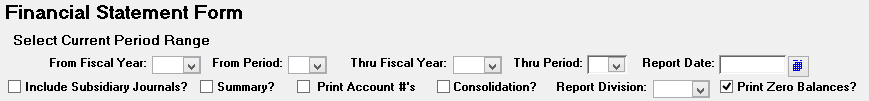 Financial Statement Form
Select Current Period Range
From Fiscal Year: From Period: Thru Fiscal Year: Thru Period: Report Date:
Include Subsidiary Journals? Summary? Print Account #'s Consolidation? Report Division: Print Zero Balances?